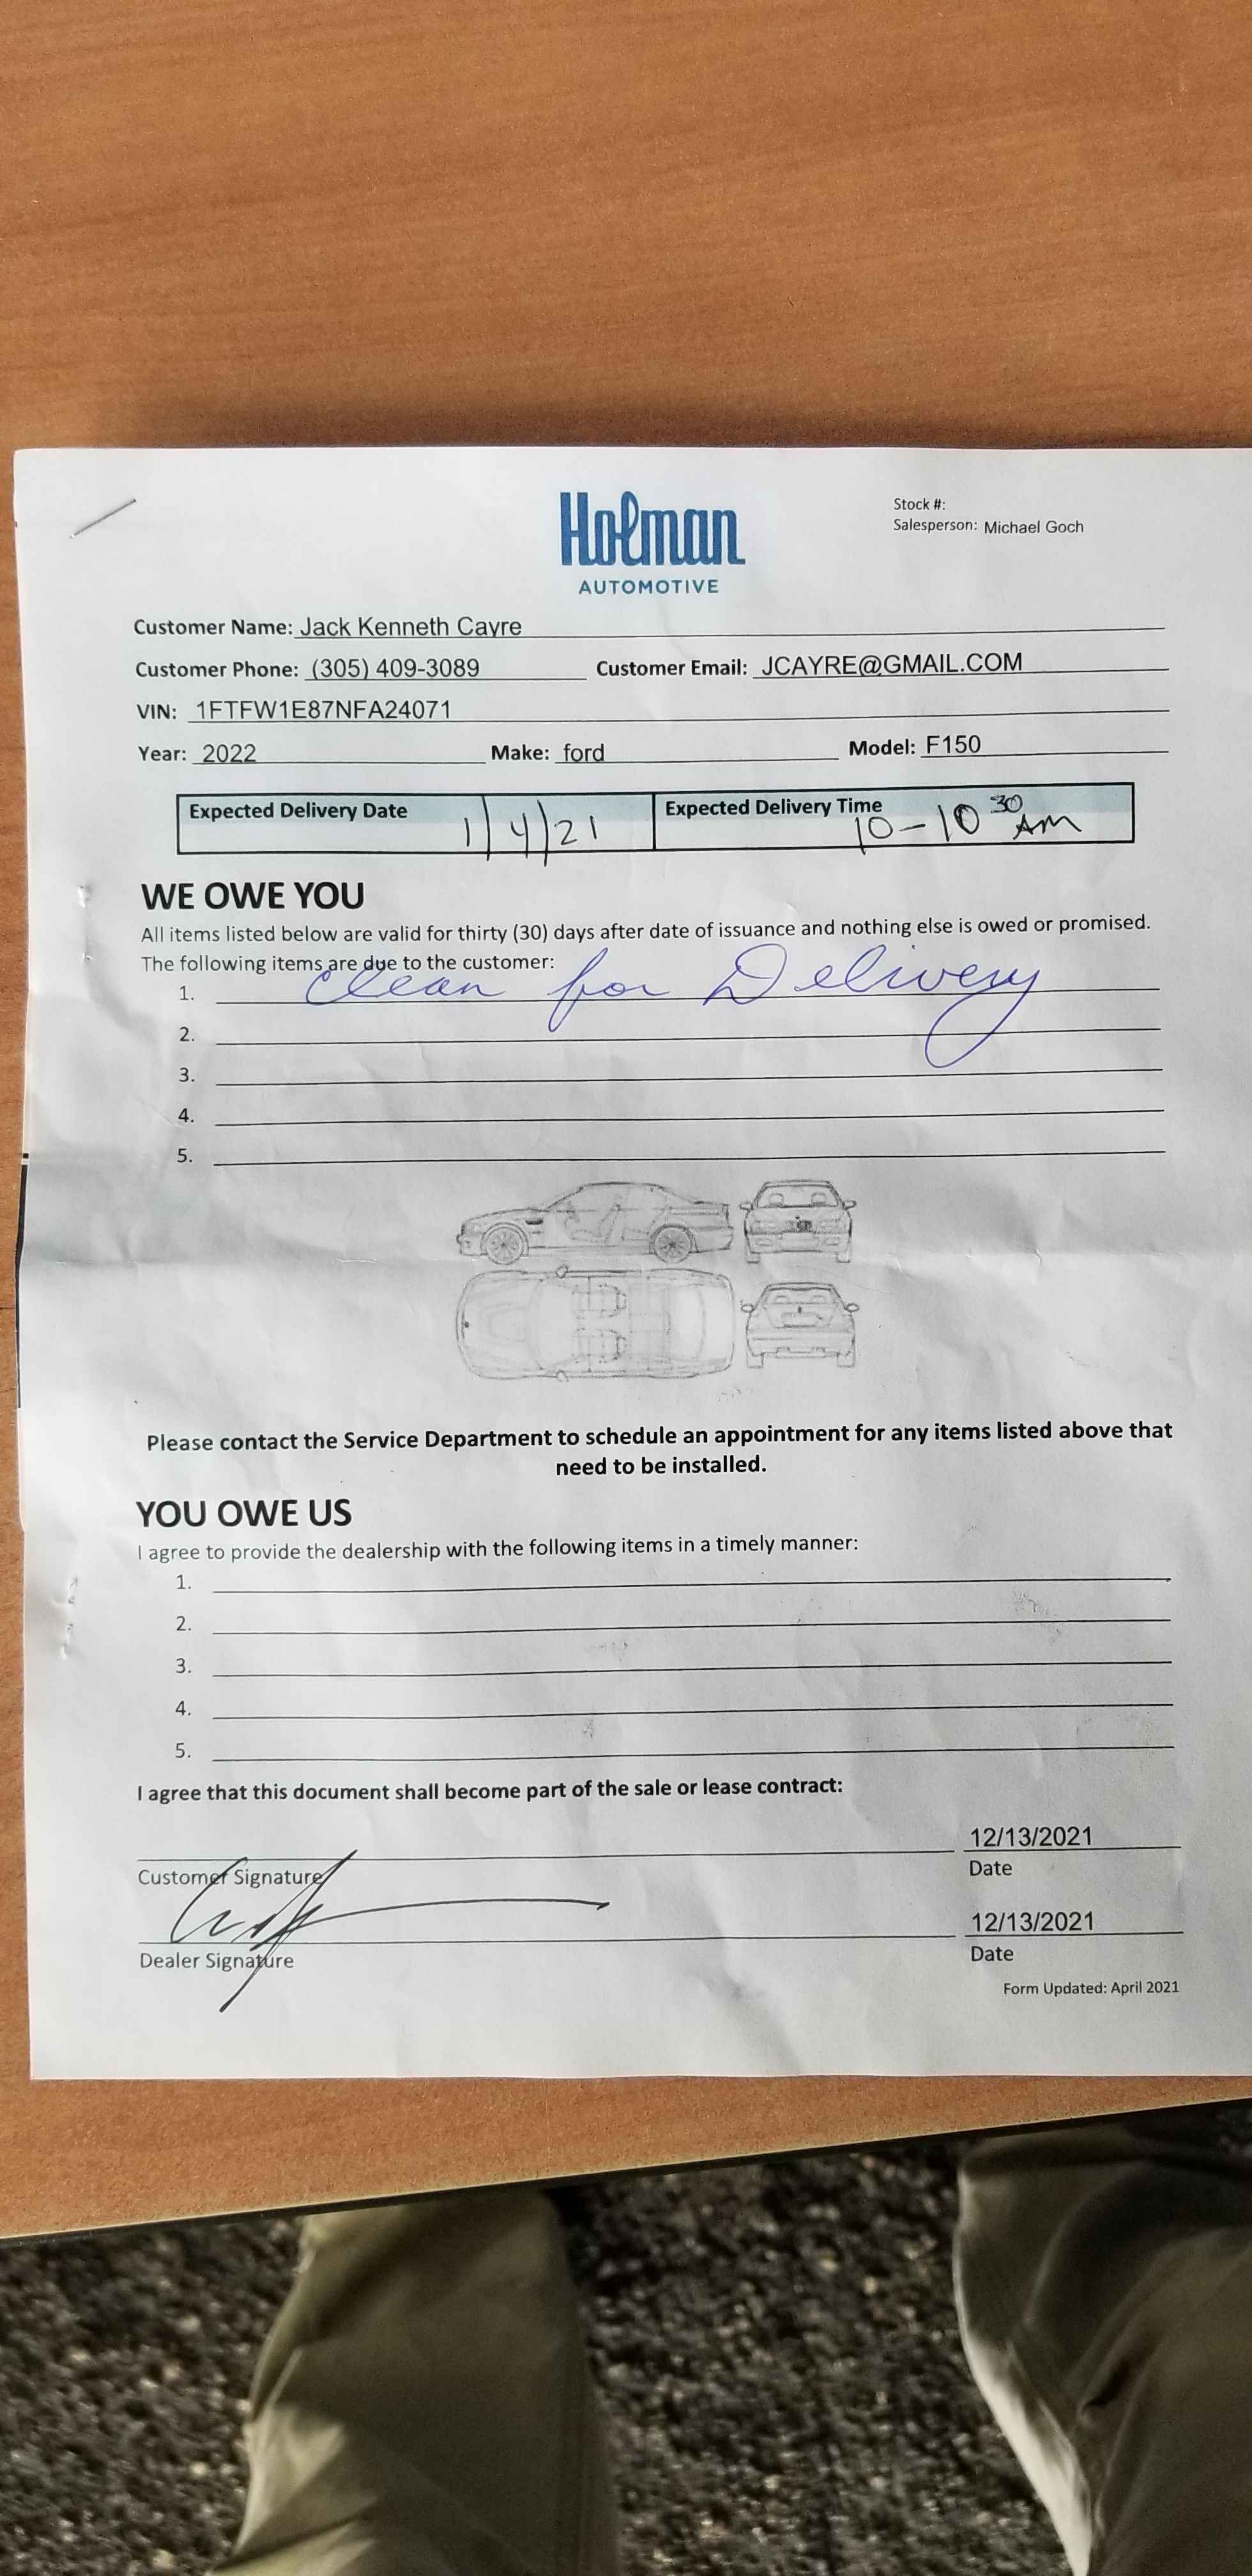 Holman
AUTOMOTIVE
Stock #:
Salesperson: Michael Goch
Customer Name: Jack Kenneth Cayre
Customer Phone: (305) 409-3089 Customer Email: JCAYRE@GMAIL.COM
VIN: 1FTFW1E87NFA24071
Year: 2022 Make: ford Model: F150
Expected Delivery Date 1/4/21 Expected Delivery Time 10-10 30 AM
WE OWE YOU
All items listed below are valid for thirty (30) days after date of issuance and nothing else is owed or promised.
The following items are due to the customer:
1. Clean for Delivery
2.
3.
4.
5.
Please contact the Service Department to schedule an appointment for any items listed above that
need to be installed.
YOU OWE US
I agree to provide the dealership with the following items in a timely manner:
1.
2.
3.
4.
5.
I agree that this document shall become part of the sale or lease contract:
12/13/2021
Customer Signature Date
12/13/2021
Dealer Signature Date
Form Updated: April 2021